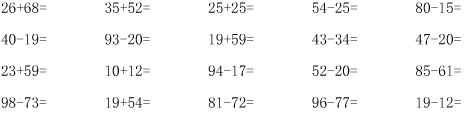 26+68= 35+52= 25+25= 54-25= 80-15=
40-19= 93-20= 19+59= 43-34= 47-20=
23+59= 10+12= 94-17= 52-20= 85-61=
98-73= 19+54= 81-72= 96-77= 19-12=